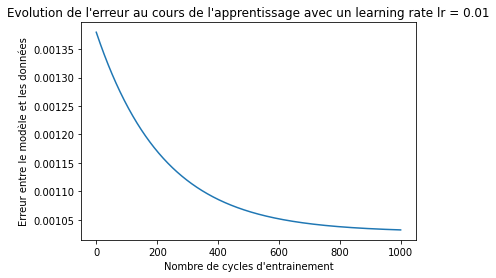 Evolution de l'erreur au cours de l'apprentissage avec un learning rate lr = 0.01
Erreur entre le modèle et les données
0.00135
0.00130
0.00125
0.00120
0.00115
0.00110
0.00105
0 200 400 600 800 1000
Nombre de cycles d'entrainement